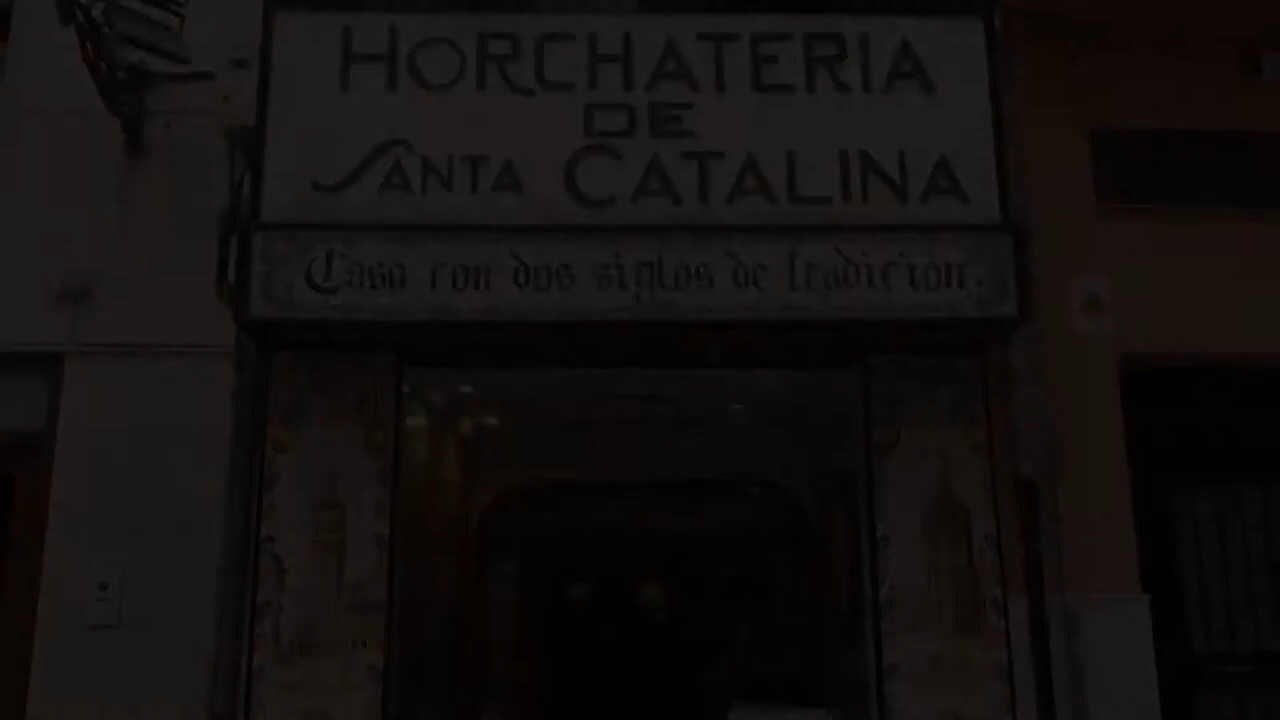 HORCHATERIA
DE
SANTA CATALINA
Casa con dos siglos de tradición.